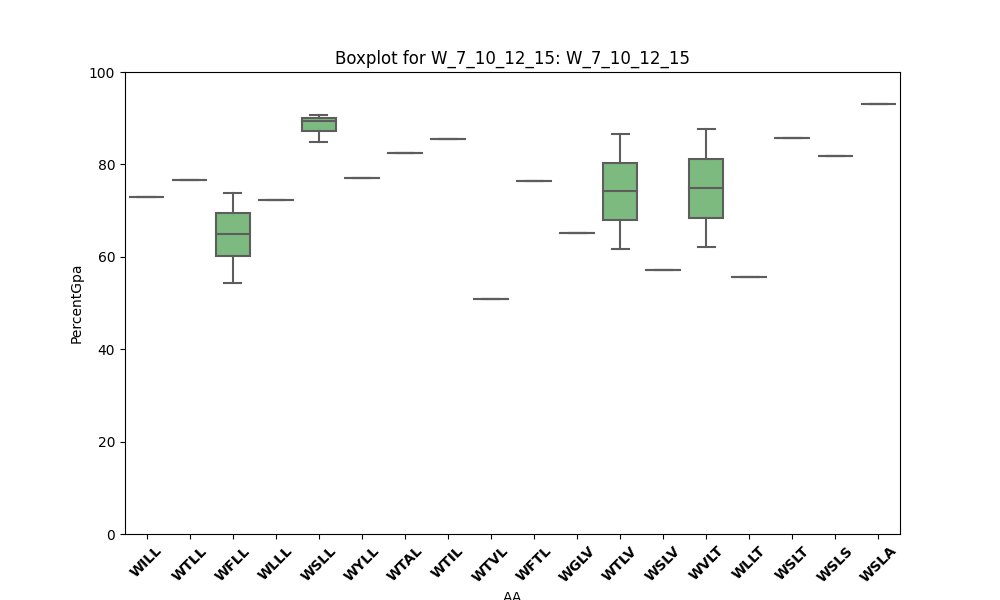 Boxplot for W_7_10_12_15: W_7_10_12_15
PercentGpa
100
80
60
40
20
0
WILL WTLL WFLL WLLL WSLL WYLL WTAL WTIL WTVL WFTL WGLV WTLV WSLV WVLT WLLT WSLT WSLS WSLA
AA